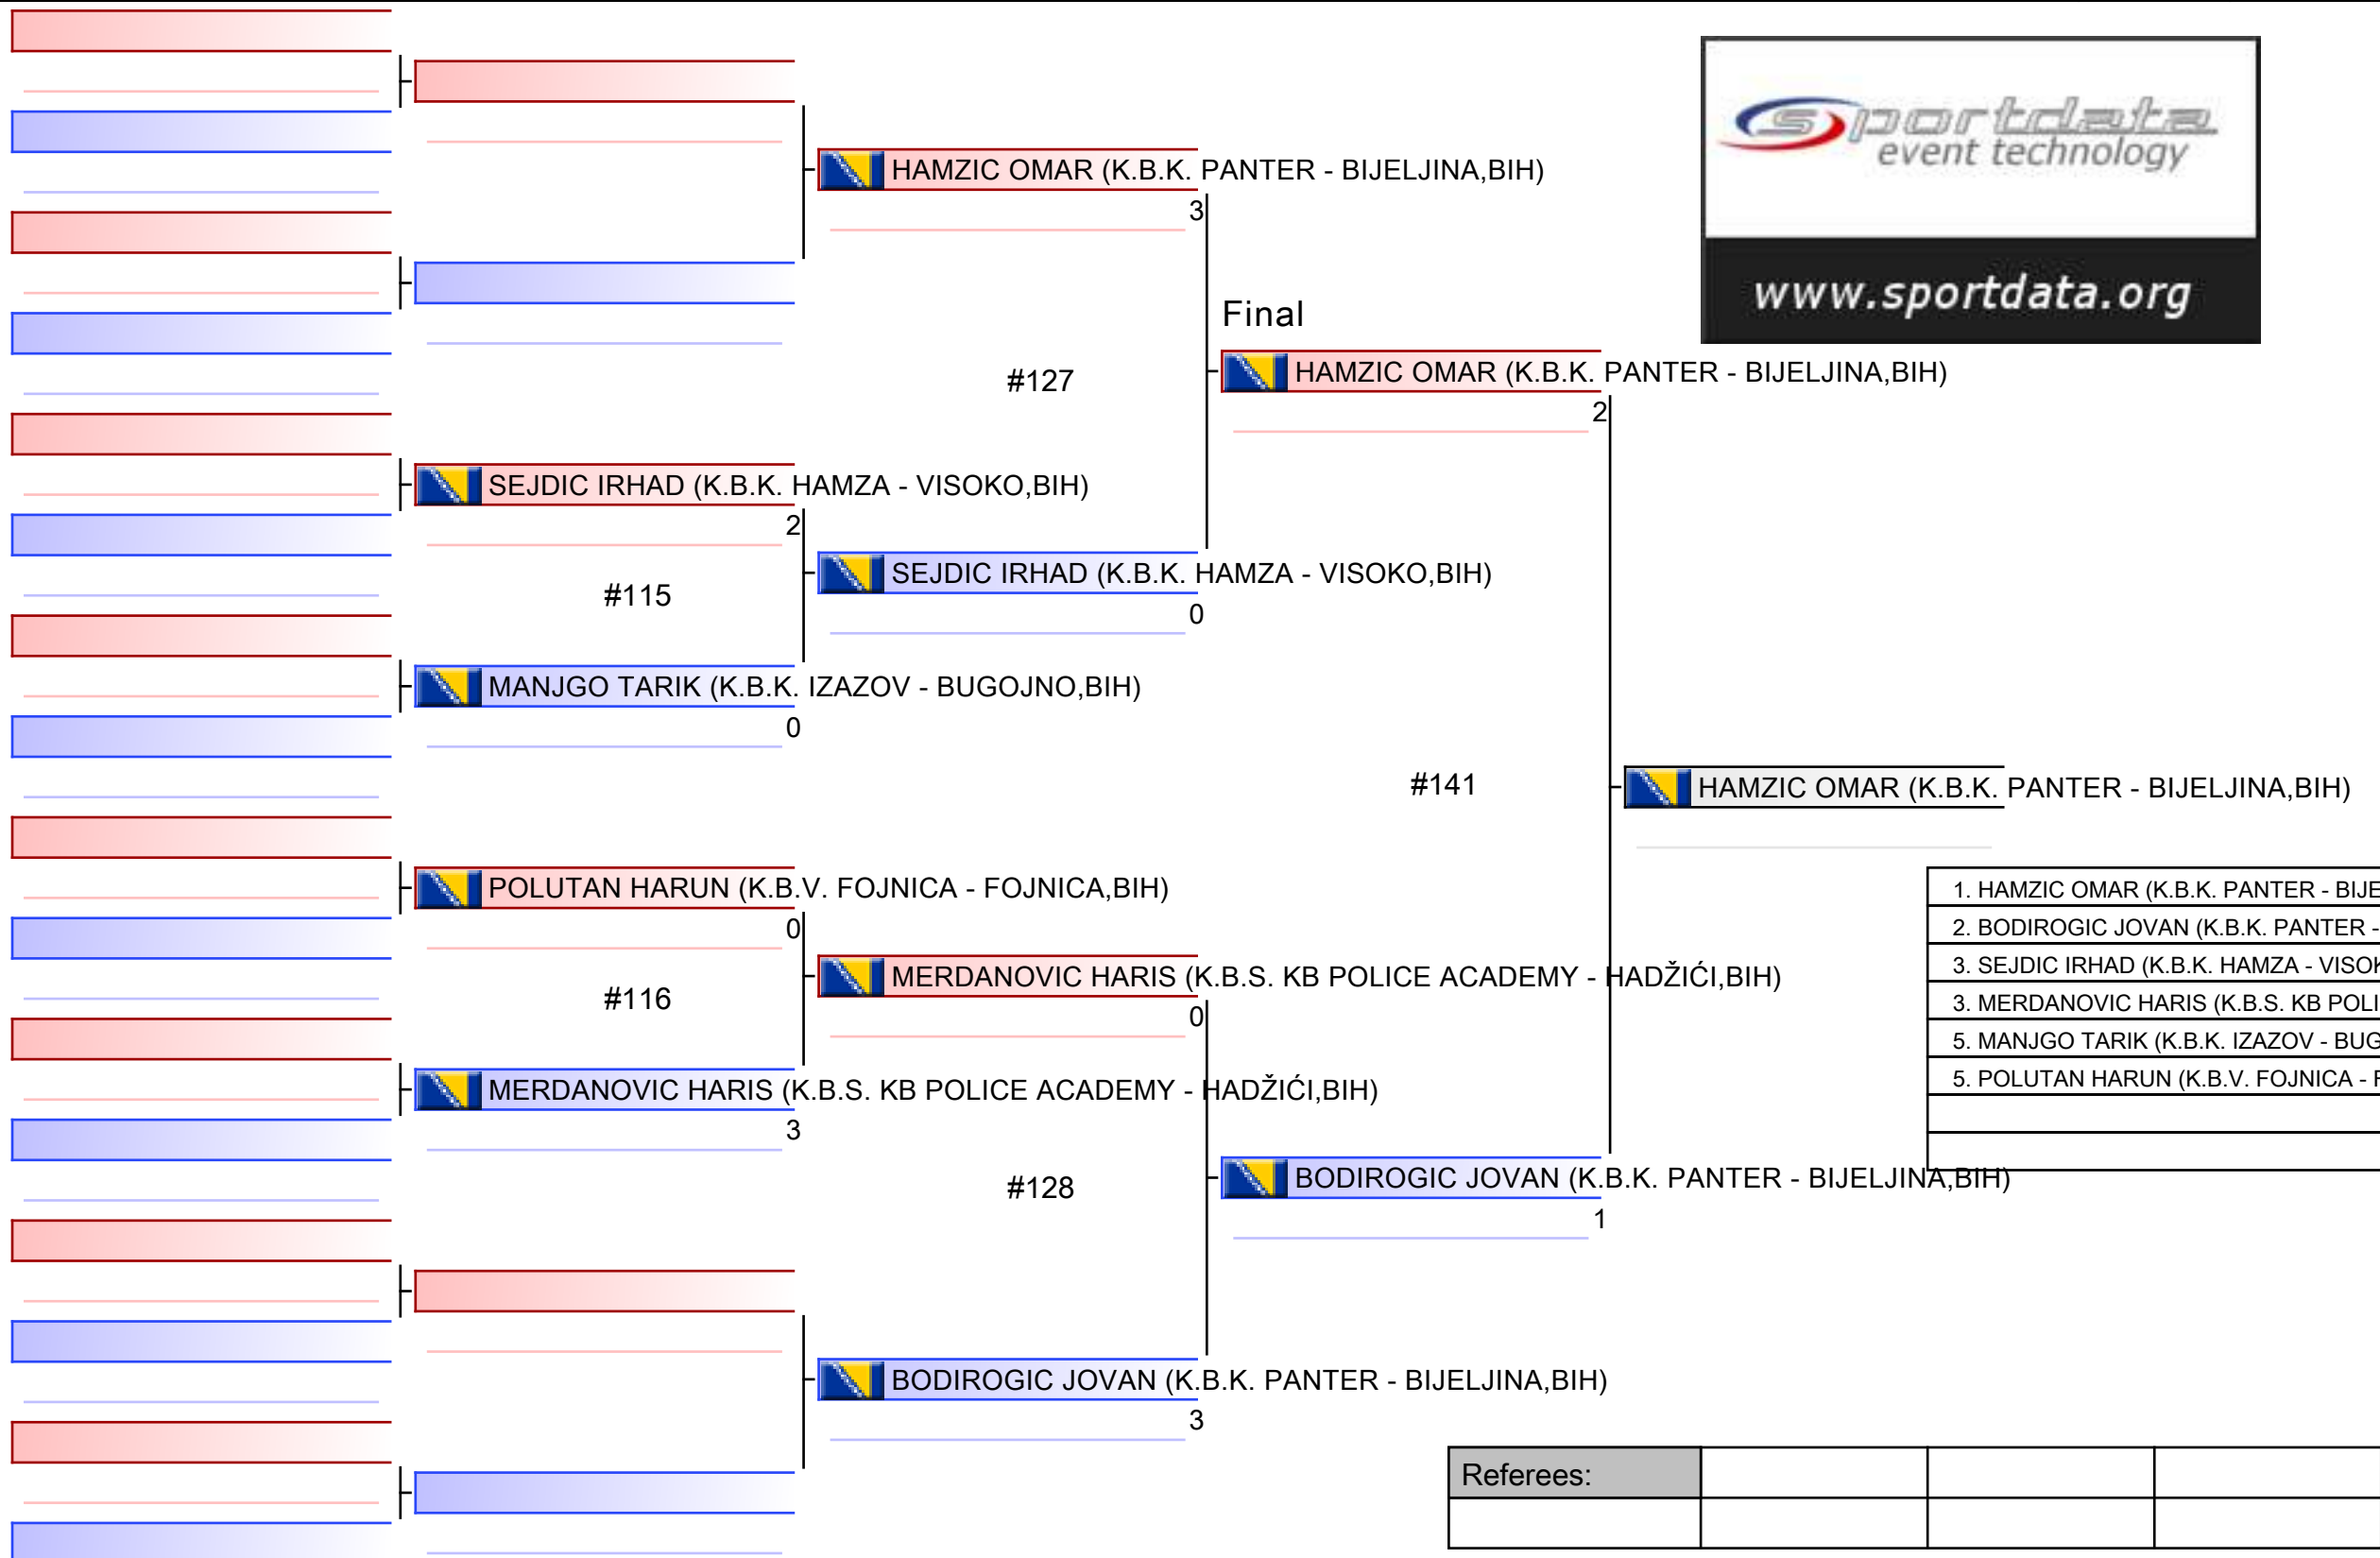 sportdata
event technology
www.sportdata.org
HAMZIC OMAR (K.B.K. PANTER - BIJELJINA,BIH)
3
Final
#127
HAMZIC OMAR (K.B.K. PANTER - BIJELJINA,BIH)
2
SEJDIC IRHAD (K.B.K. HAMZA - VISOKO,BIH)
2
#115
SEJDIC IRHAD (K.B.K. HAMZA - VISOKO,BIH)
0
MANJGO TARIK (K.B.K. IZAZOV - BUGOJNO,BIH)
0
#141
HAMZIC OMAR (K.B.K. PANTER - BIJELJINA,BIH)
POLUTAN HARUN (K.B.V. FOJNICA - FOJNICA,BIH)
0
#116
MERDANOVIC HARIS (K.B.S. KB POLICE ACADEMY - HADŽIĆI,BIH)
0
MERDANOVIC HARIS (K.B.S. KB POLICE ACADEMY - HADŽIĆI,BIH)
3
#128
BODIROGIC JOVAN (K.B.K. PANTER - BIJELJINA,BIH)
1
BODIROGIC JOVAN (K.B.K. PANTER - BIJELJINA,BIH)
3
1. HAMZIC OMAR (K.B.K. PANTER - BIJE
2. BODIROGIC JOVAN (K.B.K. PANTER -
3. SEJDIC IRHAD (K.B.K. HAMZA - VISOK
3. MERDANOVIC HARIS (K.B.S. KB POLI
5. MANJGO TARIK (K.B.K. IZAZOV - BUG
5. POLUTAN HARUN (K.B.V. FOJNICA - F
Referees: